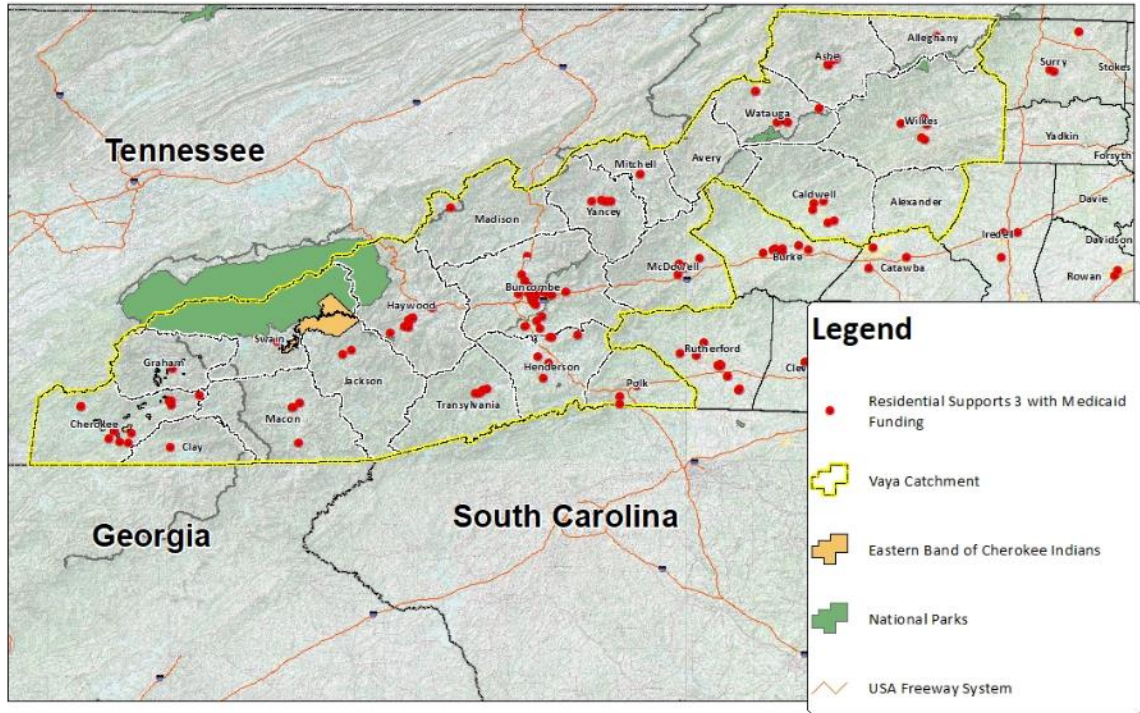 Alleghany
Ashe
Surry
Stokes
Watauga
Wilkes
Yadkin
Tennessee
Forsyth
Mitchell
Avery
Caldwell
Alexander
Davie
Yancey
Madison
Iredell
Davidson
McDowell
Burke
Catawba
Rowan
Buncombe
Haywood
Swain
Rutherford
Graham
Henderson
Clev
Jackson
Polk
Transylvania
Macon
Cherokee
Clay
South Carolina
Georgia
Legend
Residential Supports 3 with Medicaid
Funding
Vaya Catchment
Eastern Band of Cherokee Indians
National Parks
USA Freeway System